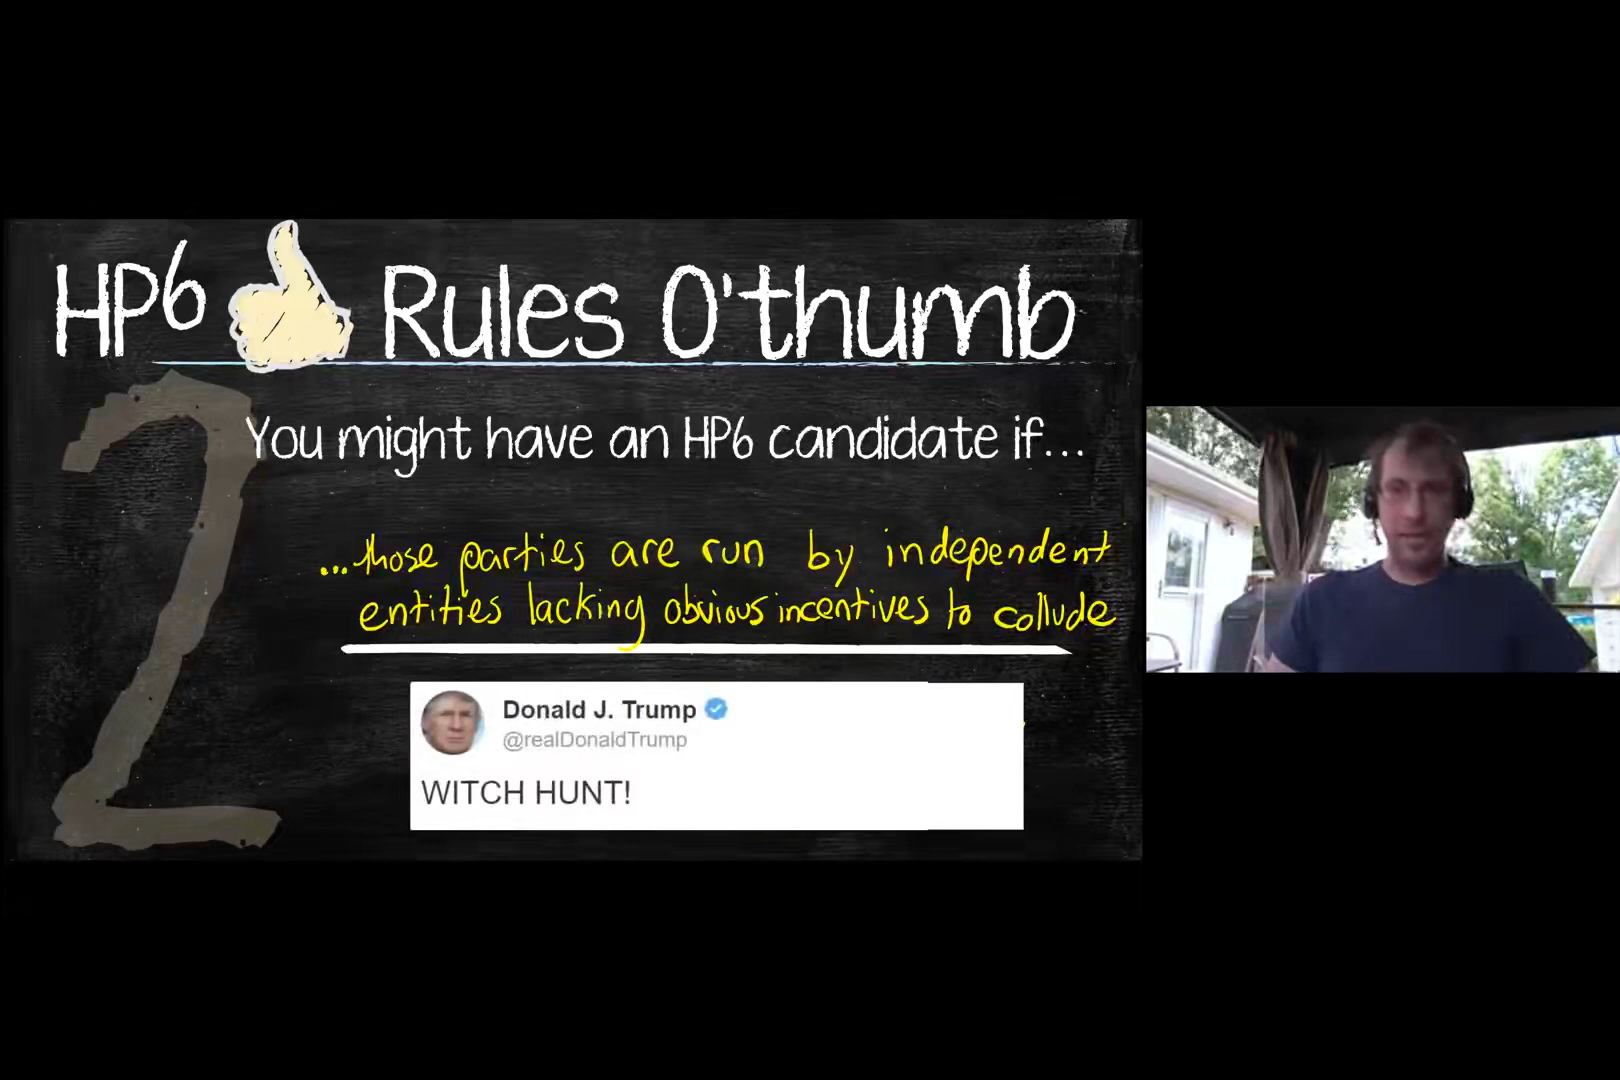 HP6 Rules O'thumb
2
You might have an HP6 candidate if...
...those parties are run by independent
entities lacking obvious incentives to collude
Donald J. Trump
@realDonaldTrump
WITCH HUNT!